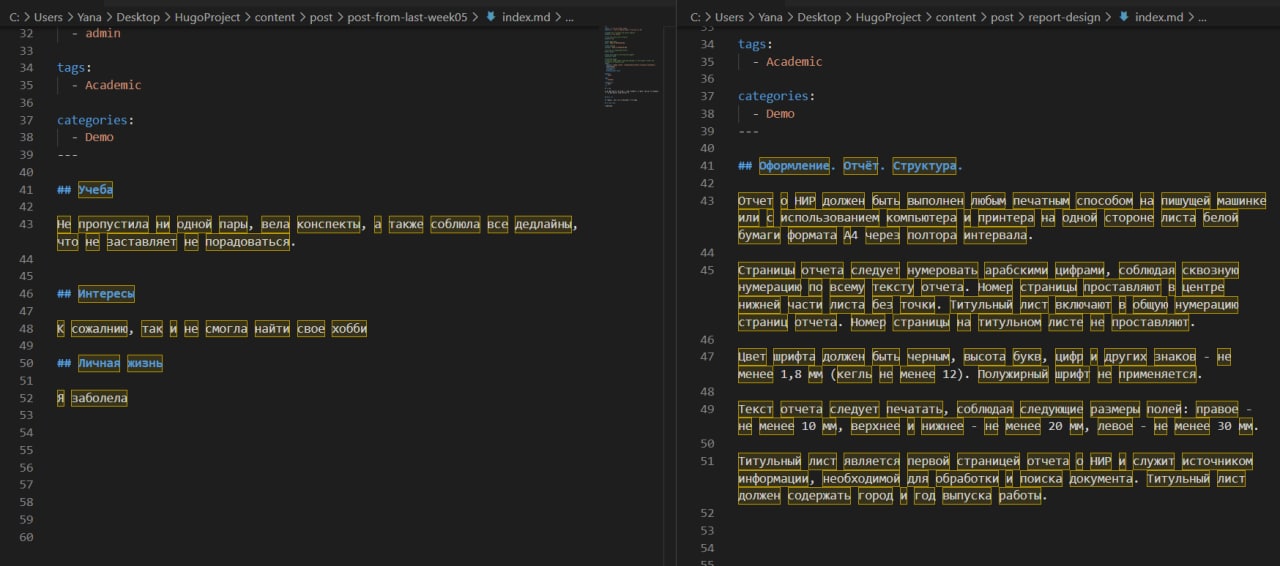 C: > Users > Yana > Desktop > HugoProject > content > post > post-from-last-week05 > index.md > ...
32 - admin
33
34 tags:
35 - Academic
36
37 categories:
38 - Demo
39 ---
40
41 ## Учеба
42
43 Не пропустила ни одной пары, вела конспекты, а также соблюла все дедлайны,
что не заставляет не порадоваться.
44
45
46 ## Интересы
47
48 К сожалнию, так и не смогла найти свое хобби
49
50 ## Личная жизнь
51
52 Я заболела
53
54
55
56
57
58
59
60
C: > Users > Yana > Desktop > HugoProject > content > post > report-design > index.md > ...
33
34 tags:
35 - Academic
36
37 categories:
38 - Demo
39 ---
40
41 ## Оформление. Отчёт. Структура.
42
43 Отчет о НИР должен быть выполнен любым печатным способом на пишущей машинке
или с использованием компьютера и принтера на одной стороне листа белой
бумаги формата А4 через полтора интервала.
44
45 Страницы отчета следует нумеровать арабскими цифрами, соблюдая сквозную
нумерацию по всему тексту отчета. Номер страницы проставляют в центре
нижней части листа без точки. Титульный лист включают в общую нумерацию
страниц отчета. Номер страницы на титульном листе не проставляют.
46
47 Цвет шрифта должен быть черным, высота букв, цифр и других знаков - не
менее 1,8 мм (кегль не менее 12). Полужирный шрифт не применяется.
48
49 Текст отчета следует печатать, соблюдая следующие размеры полей: правое -
не менее 10 мм, верхнее и нижнее - не менее 20 мм, левое - не менее 30 мм.
50
51 Титульный лист является первой страницей отчета о НИР и служит источником
информации, необходимой для обработки и поиска документа. Титульный лист
должен содержать город и год выпуска работы.
52
53
54
55